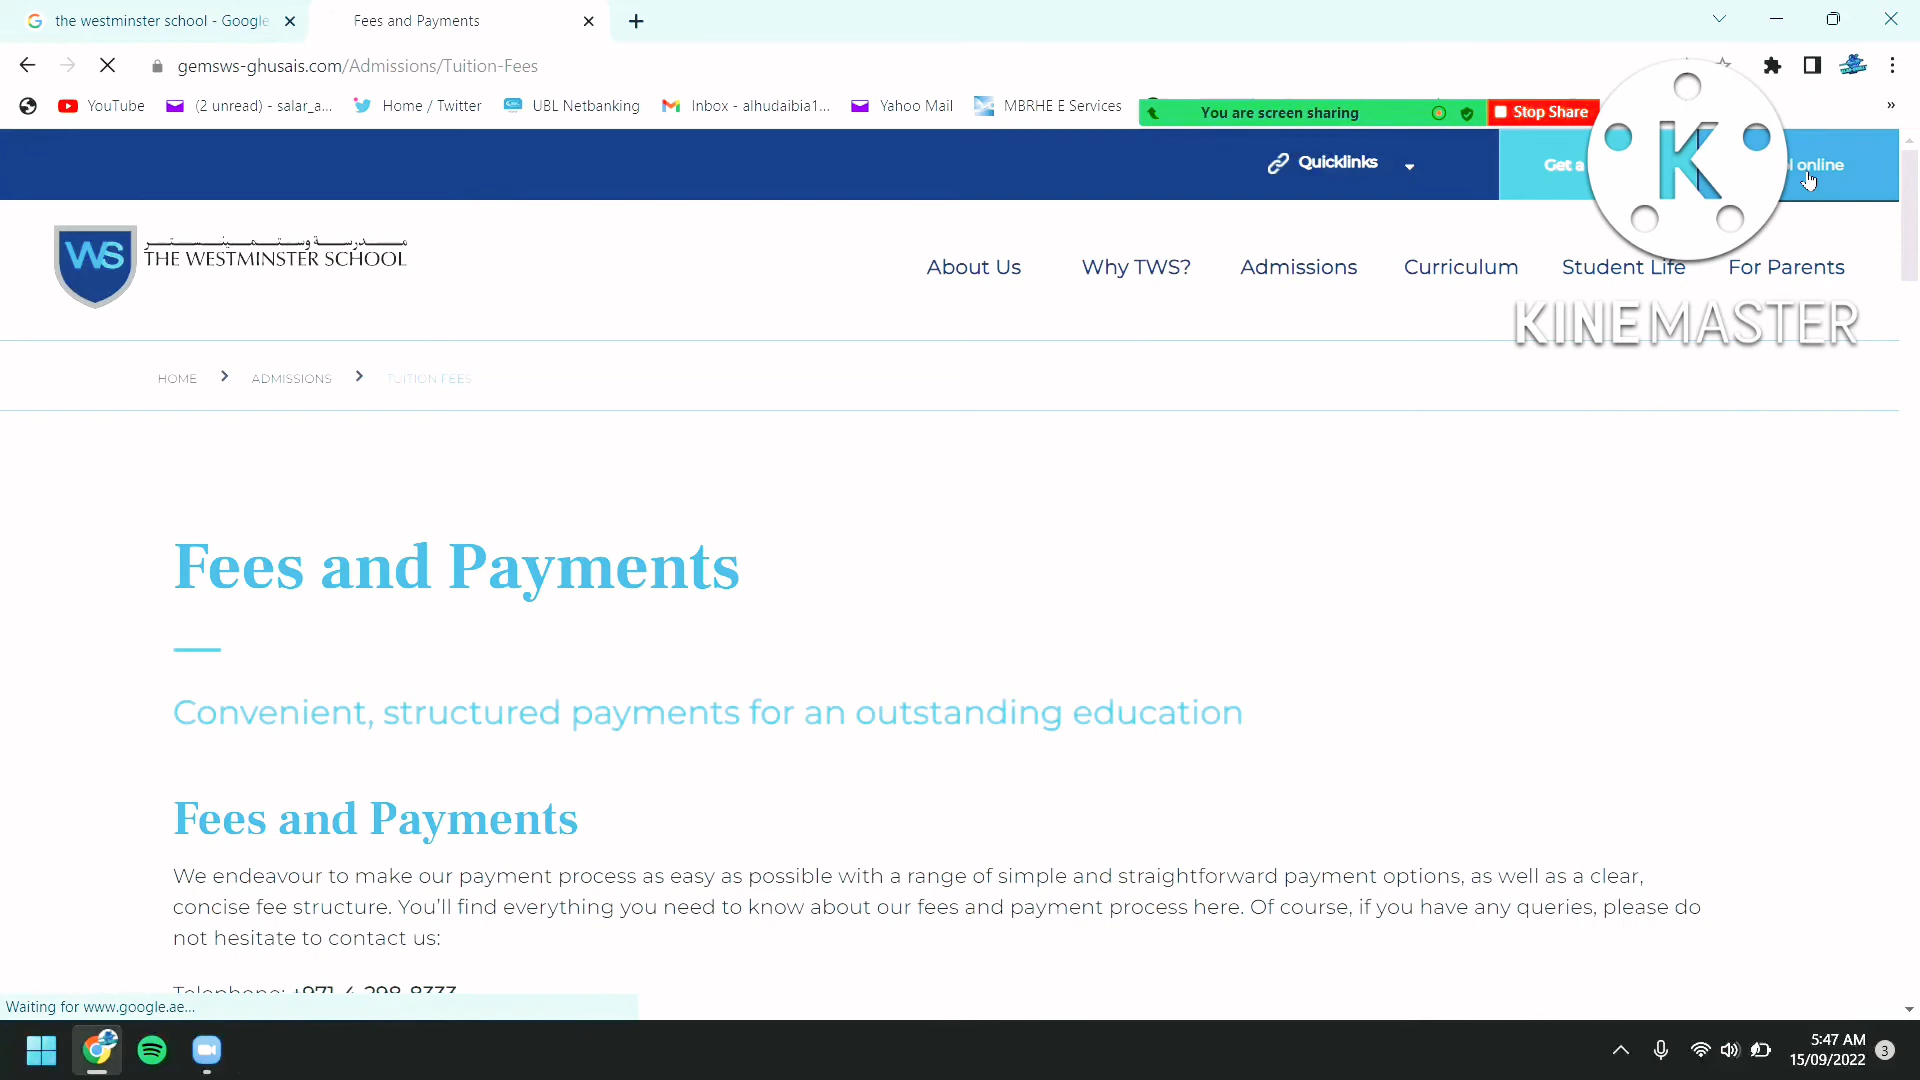 the westminster school - Google
Fees and Payments
gemsws-ghusais.com/Admissions/Tuition-Fees
YouTube
(2 unread) - salar_a...
Home / Twitter
UBL Netbanking
Inbox - alhudaibia1...
Yahoo Mail
MBRHE E Services
»
You are screen sharing
Stop Share
Quicklinks
Get a
online
K
KINEMASTER
WS
مدرسة وستمينستر
THE WESTMINSTER SCHOOL
About Us
Why TWS?
Admissions
Curriculum
Student Life
For Parents
HOME > ADMISSIONS > TUITION FEES
Fees and Payments
Convenient, structured payments for an outstanding education
Fees and Payments
We endeavour to make our payment process as easy as possible with a range of simple and straightforward payment options, as well as a clear,
concise fee structure. You'll find everything you need to know about our fees and payment process here. Of course, if you have any queries, please do
not hesitate to contact us:
Telephone: +971-4-298-8333
Waiting for www.google.ae...
5:47 AM
15/09/2022
3